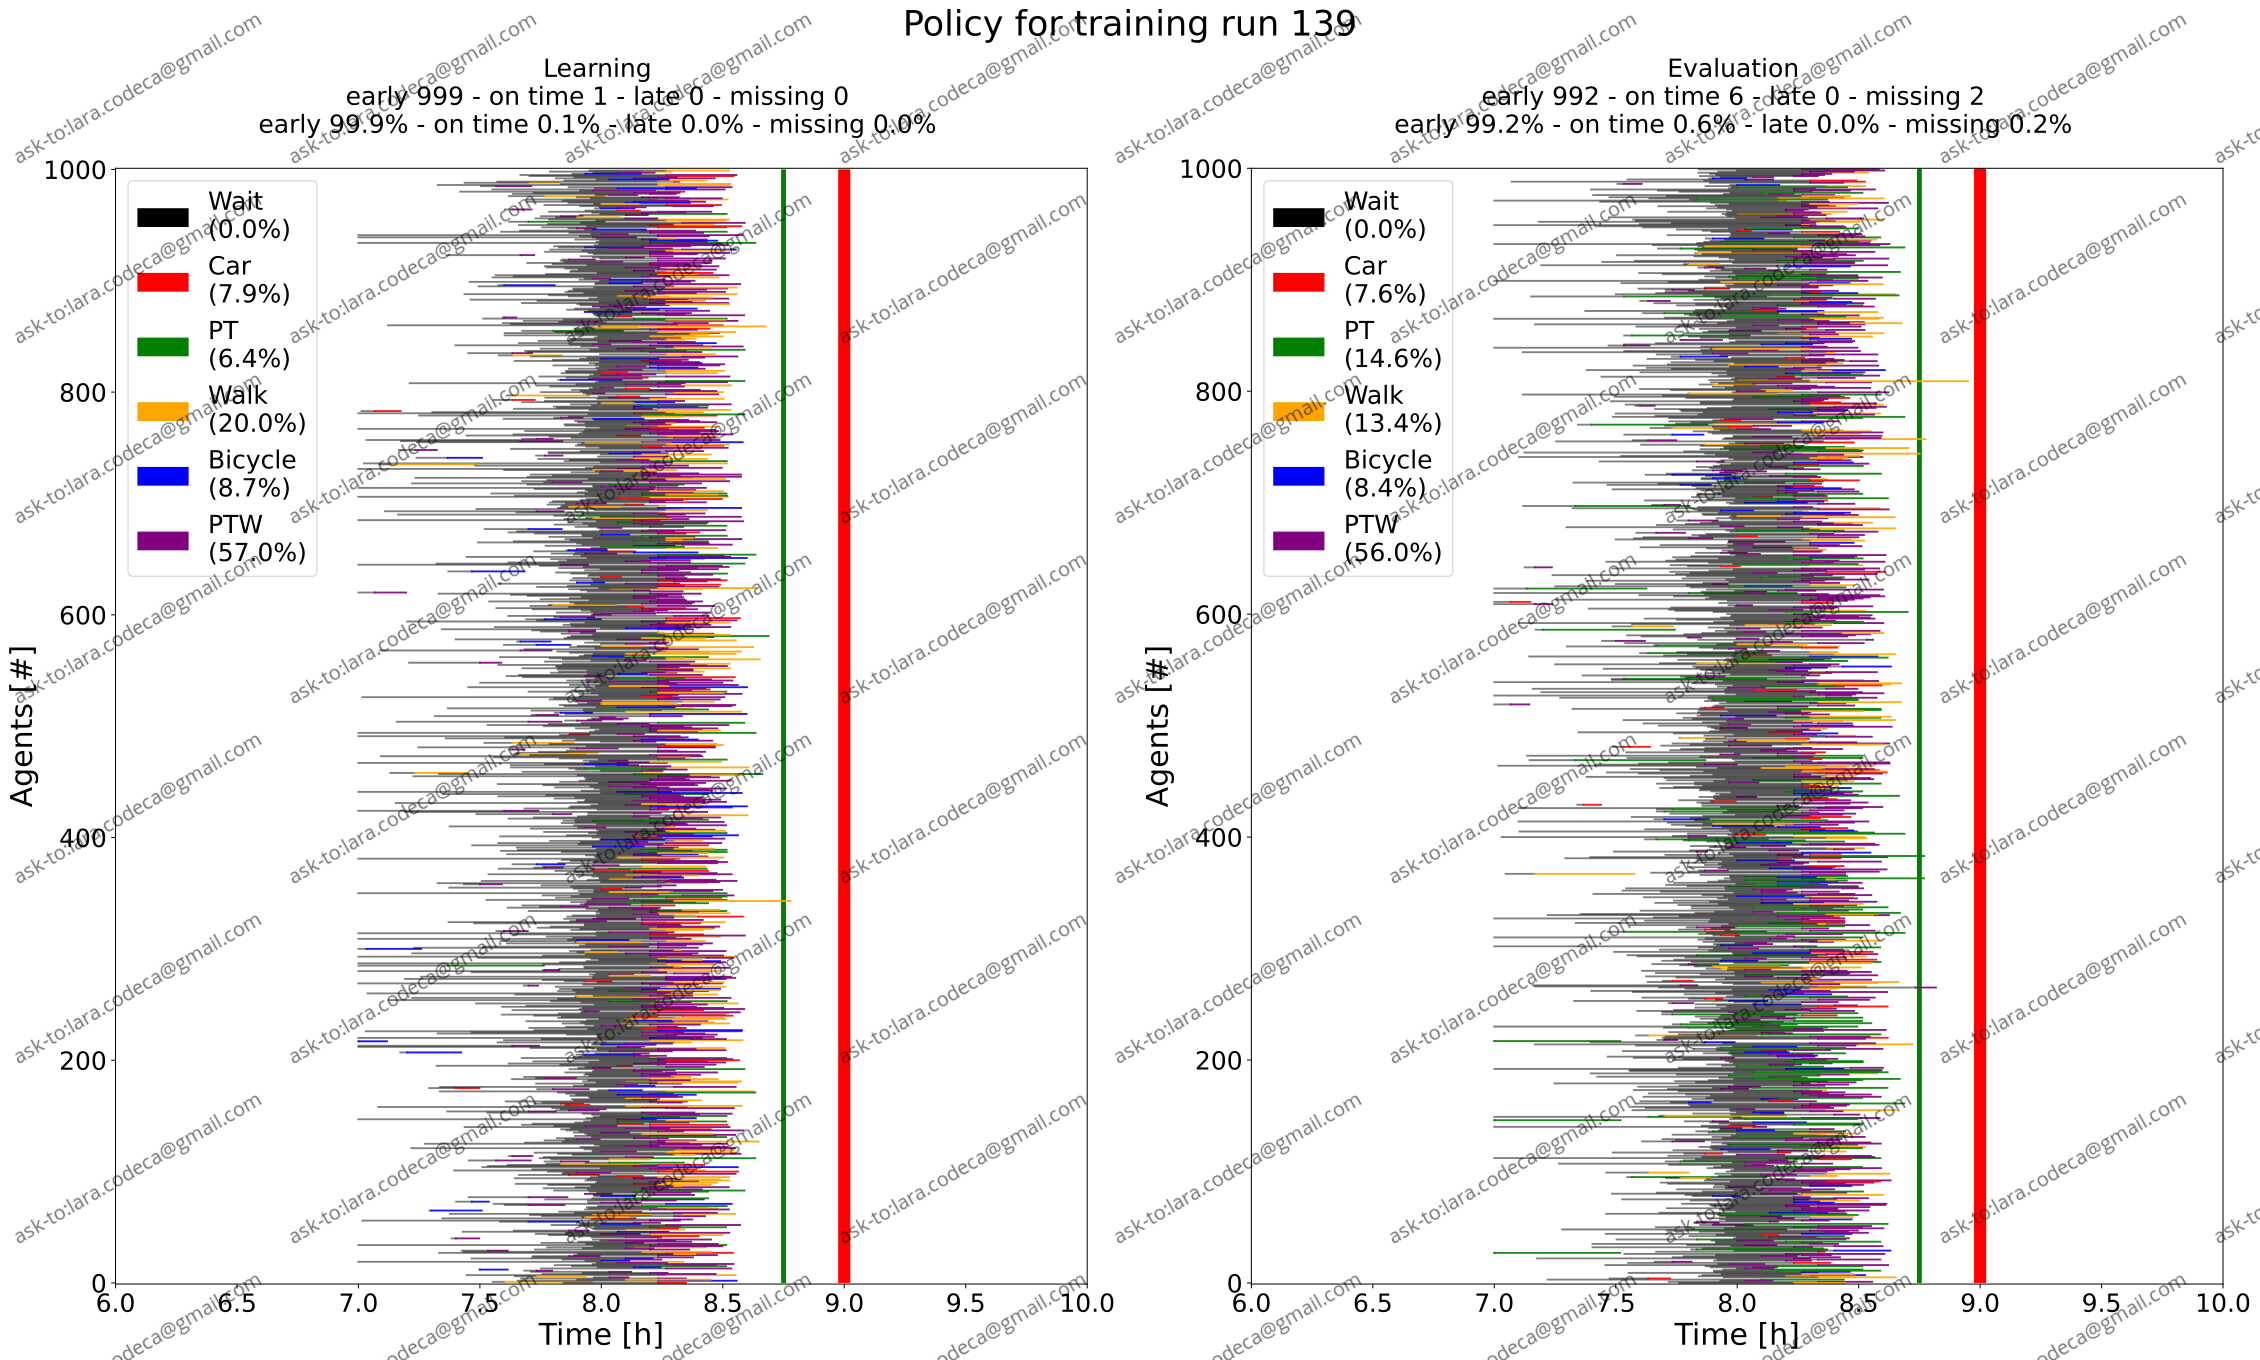 Policy for training run 139
Learning
early 999 - on time 1 - late 0 - missing 0
early 99.9% - on time 0.1% - late 0.0% - missing 0.0%
Wait
(0.0%)
Car
(7.9%)
PT
(6.4%)
Walk
(20.0%)
Bicycle
(8.7%)
PTW
(57.0%)
1000
800
600
400
200
0
Agents [#]
6.0 6.5 7.0 7.5 8.0 8.5 9.0 9.5 10.0
Time [h]
Evaluation
early 992 - on time 6 - late 0 - missing 2
early 99.2% - on time 0.6% - late 0.0% - missing 0.2%
Wait
(0.0%)
Car
(7.6%)
PT
(14.6%)
Walk
(13.4%)
Bicycle
(8.4%)
PTW
(56.0%)
1000
800
600
400
200
0
Agents [#]
6.0 6.5 7.0 7.5 8.0 8.5 9.0 9.5 10.0
Time [h]
ask-to:lara.codeca@gmail.com